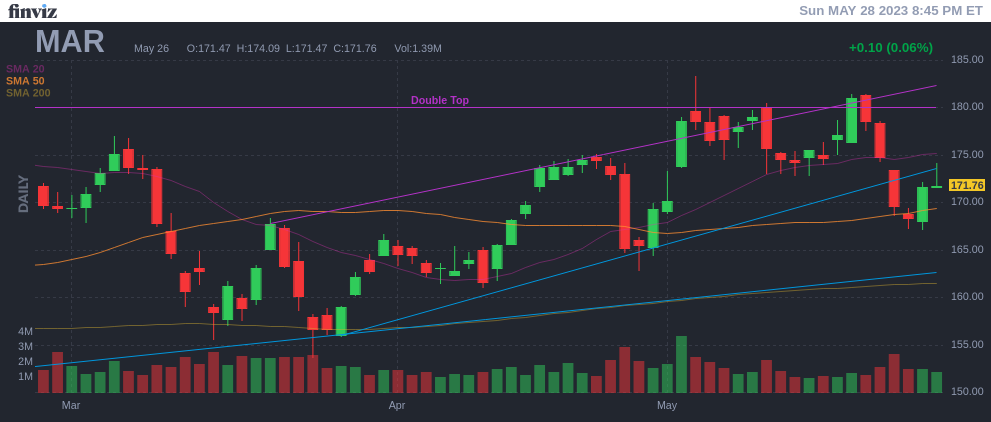 finviz
Sun MAY 28 2023 8:45 PM ET
MAR
May 26 O:171.47 H:174.09 L:171.47 C:171.76 Vol:1.39M
+0.10 (0.06%)
SMA 20
SMA 50
SMA 200
Double Top
DAILY
185.00
180.00
175.00
171.76
170.00
165.00
160.00
155.00
150.00
4M
3M
2M
1M
Mar Apr May